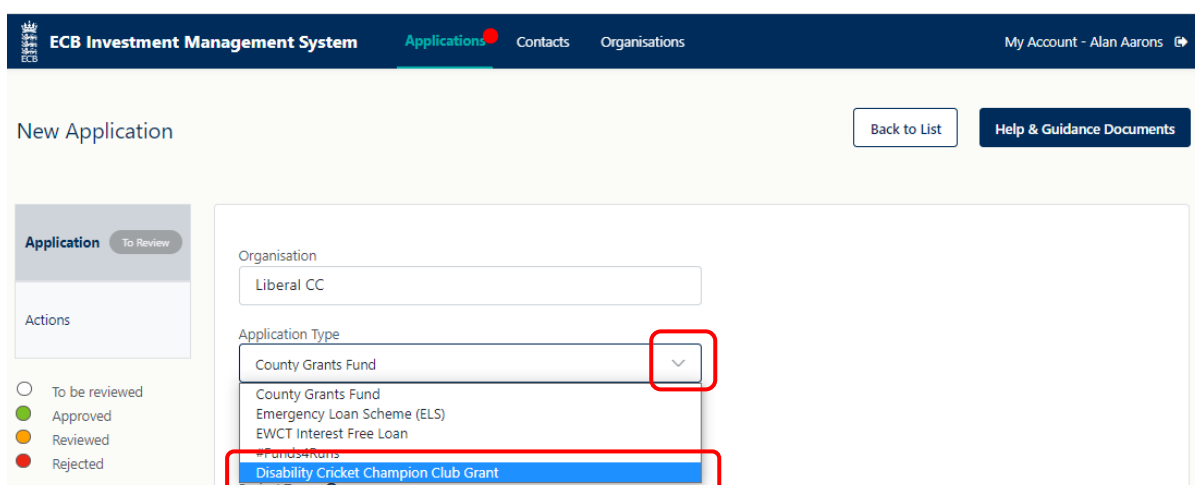 ECB
ECB Investment Management System Applications Contacts Organisations My Account - Alan Aarons
New Application Back to List Help & Guidance Documents
Application To Review
Actions
To be reviewed
Approved
Reviewed
Rejected
Organisation
Liberal CC
Application Type
County Grants Fund
County Grants Fund
Emergency Loan Scheme (ELS)
EWCT Interest Free Loan
#Funds4Runs
Disability Cricket Champion Club Grant